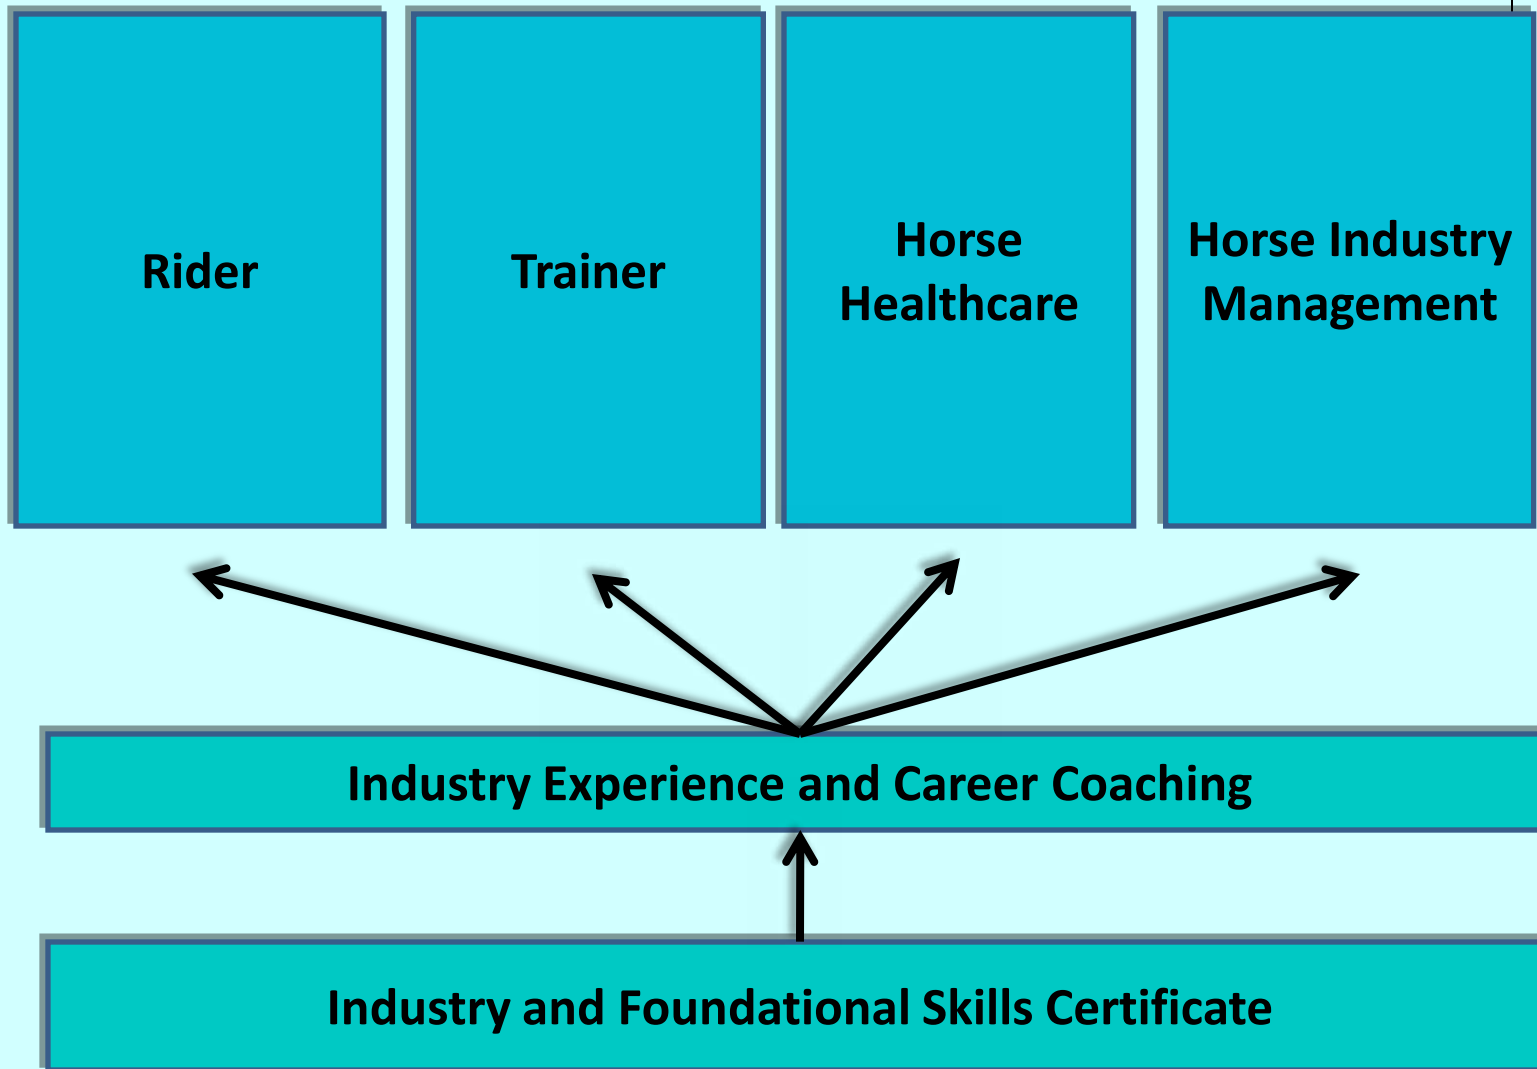 Rider
Trainer
Horse
Healthcare
Horse Industry
Management
Industry Experience and Career Coaching
Industry and Foundational Skills Certificate